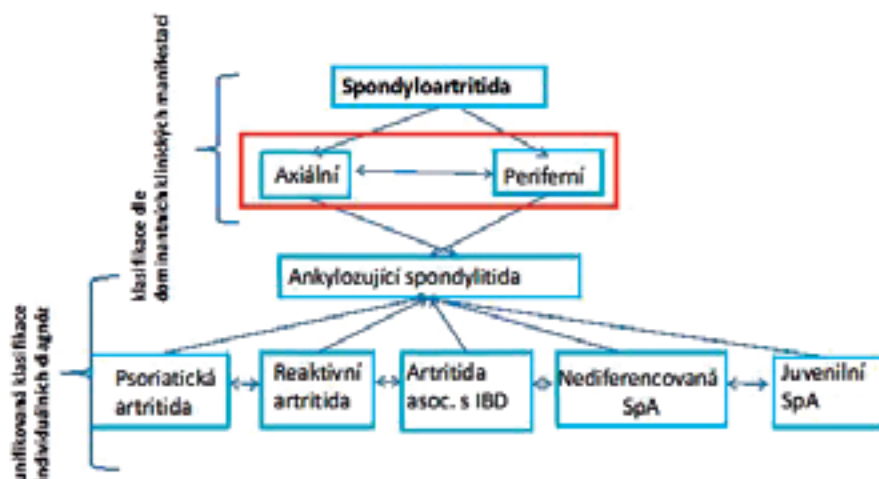 Spondyloartritida
Axiální
Periferní
klasifikace dle
dominantních klinických manifestací
Ankylozující spondylitida
unifikovaná klasifikace
individuálních diagnóz
Psoriatická
artritida
Reaktivní
artritida
Artritida
asoc. s IBD
Nediferencovaná
SpA
Juvenilní
SpA